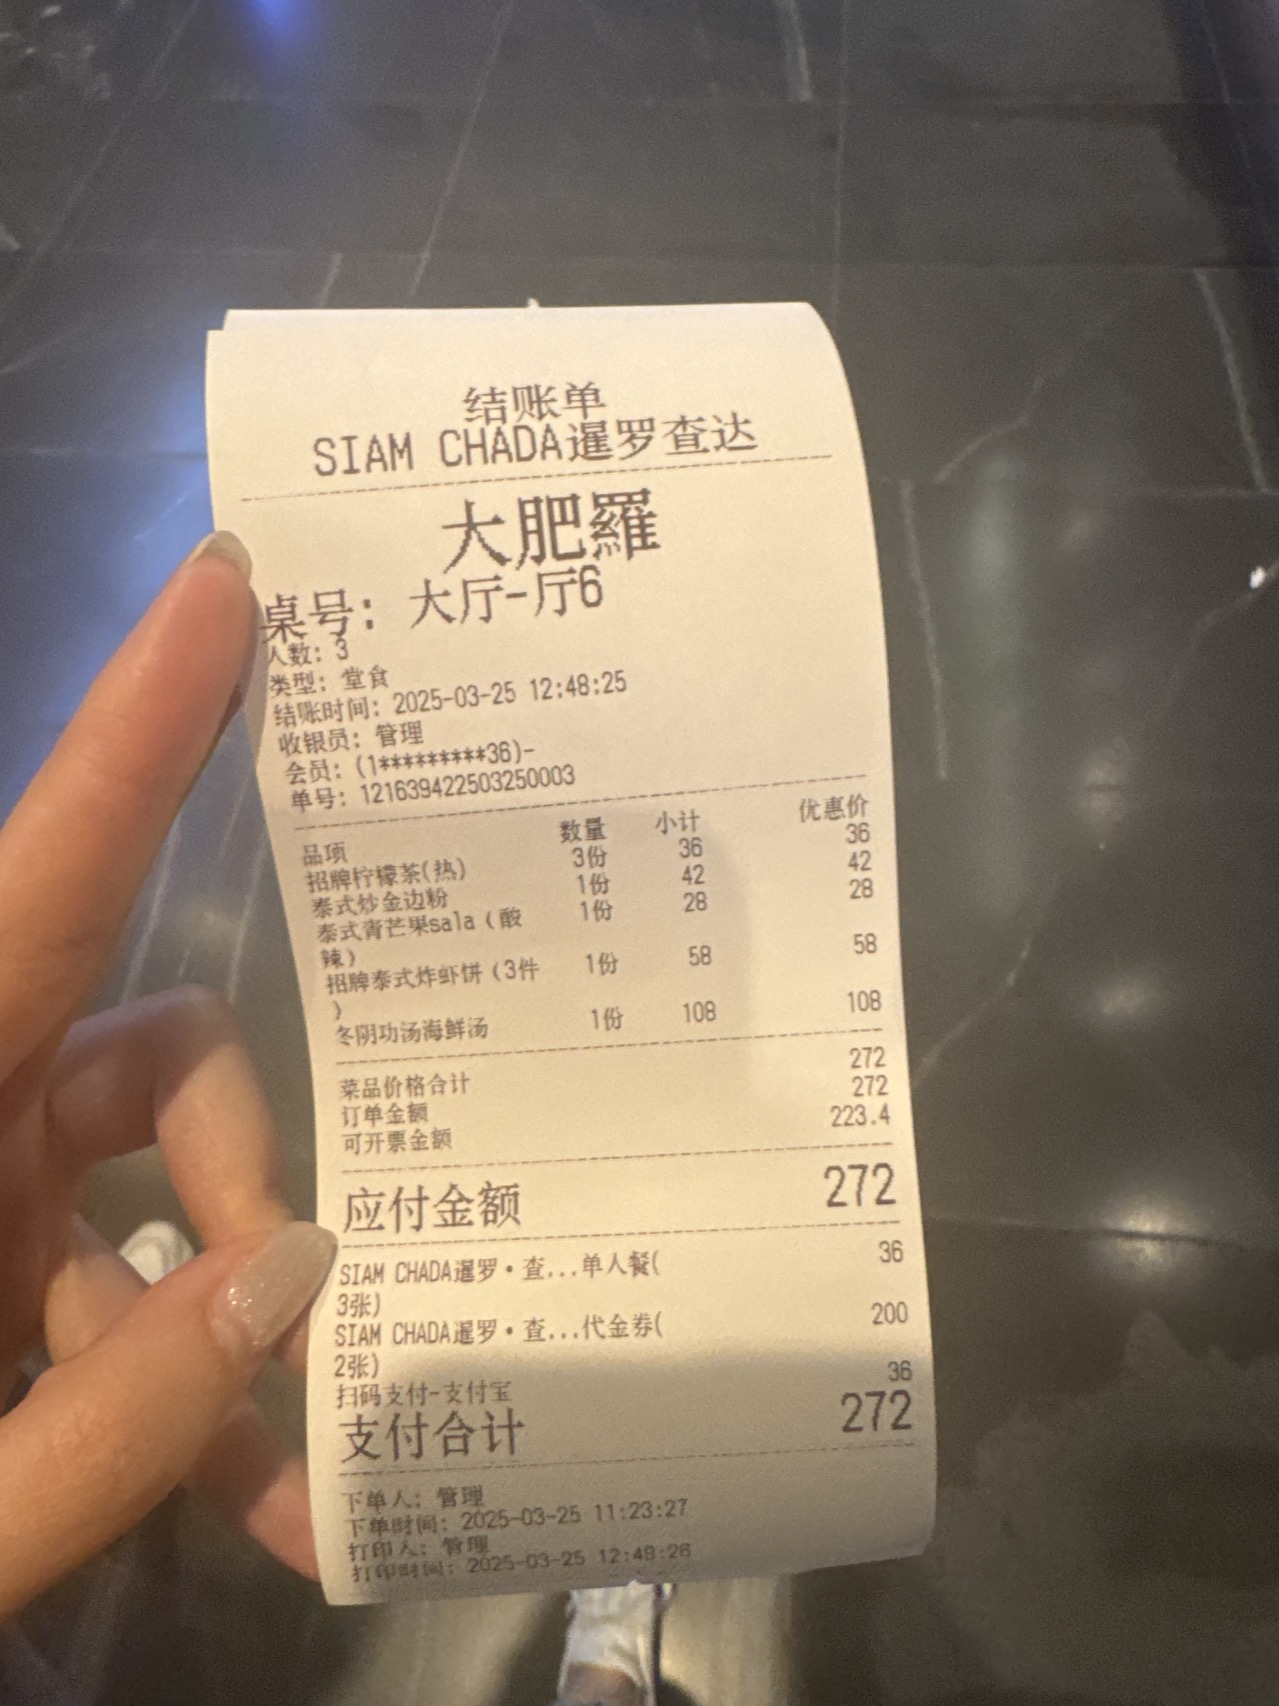 结账单
SIAM CHADA暹罗查达
大肥羅
桌号：大厅-厅6
人数：3
类型：堂食
结账时间：2025-03-25 12:48:25
收银员：管理
会员：(1*********36)-
单号：121639422503250003
品项 数量 小计 优惠价
招牌柠檬茶(热) 3份 36 36
泰式炒金边粉 1份 42 42
泰式青芒果sala（酸 1份 28 28
辣）
招牌泰式炸虾饼（3件 1份 58 58
）
冬阴功汤海鲜汤 1份 108 108
菜品价格合计 272
订单金额 272
可开票金额 223.4
应付金额 272
SIAM CHADA暹罗·查...单人餐( 36
3张)
SIAM CHADA暹罗·查...代金券( 200
2张)
扫码支付-支付宝 36
支付合计 272
下单人：管理
下单时间：2025-03-25 11:23:27
打印人：管理
打印时间：2025-03-25 12:48:26